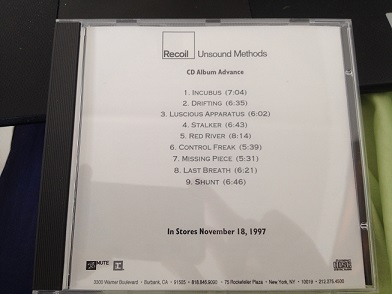 Recoil Unsound Methods
CD Album Advance
1. INCUBUS (7:04)
2. DRIFTING (6:35)
3. LUSCIOUS APPARATUS (6:02)
4. STALKER (6:43)
5. RED RIVER (8:14)
6. CONTROL FREAK (5:39)
7. MISSING PIECE (5:31)
8. LAST BREATH (6:21)
9. SHUNT (6:46)
In Stores November 18, 1997
MUTE
3300 Warner Boulevard • Burbank, CA • 91505 • 818.846.9090 • 75 Rockefeller Plaza • New York, NY • 10019 • 212.275.4500